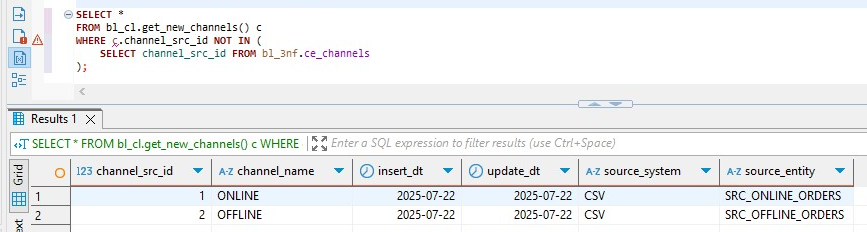 SELECT *
FROM bl_cl.get_new_channels() c
WHERE c.channel_src_id NOT IN (
SELECT channel_src_id FROM bl_3nf.ce_channels
);
Results 1
SELECT * FROM bl_cl.get_new_channels() c WHERE
Enter a SQL expression to filter results (use Ctrl+Space)
Grid
123 channel_src_id A-Z channel_name insert_dt update_dt A-Z source_system A-Z source_entity
1 1 ONLINE 2025-07-22 2025-07-22 CSV SRC_ONLINE_ORDERS
2 2 OFFLINE 2025-07-22 2025-07-22 CSV SRC_OFFLINE_ORDERS